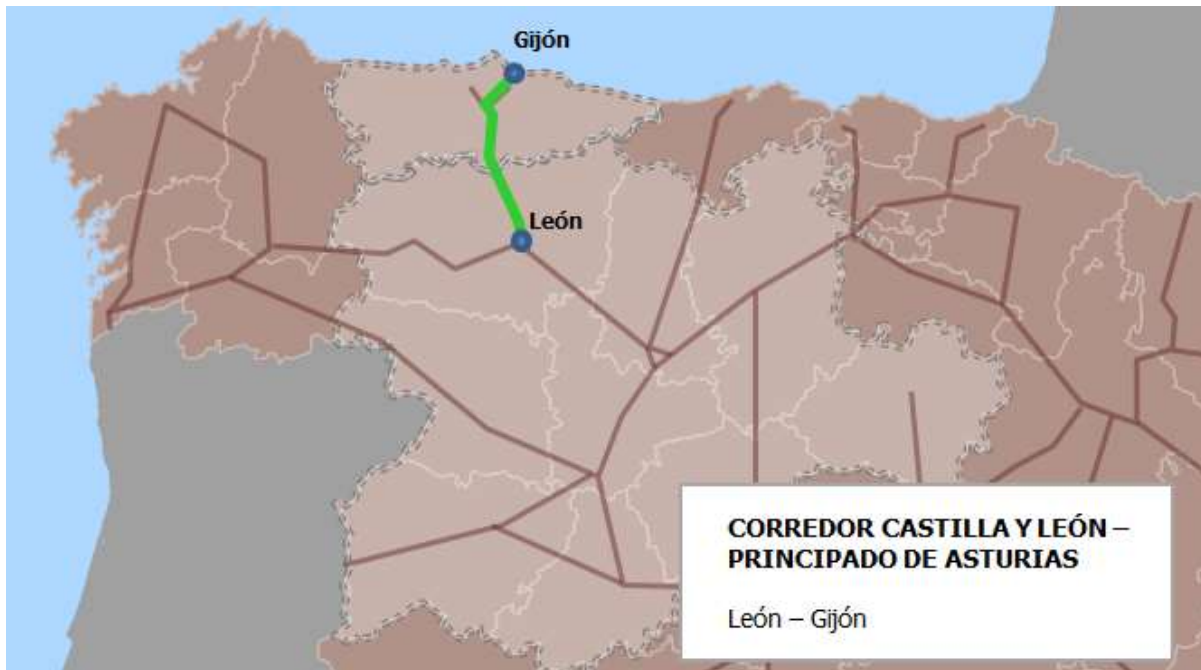 Gijón
León
CORREDOR CASTILLA Y LEÓN –
PRINCIPADO DE ASTURIAS
León – Gijón